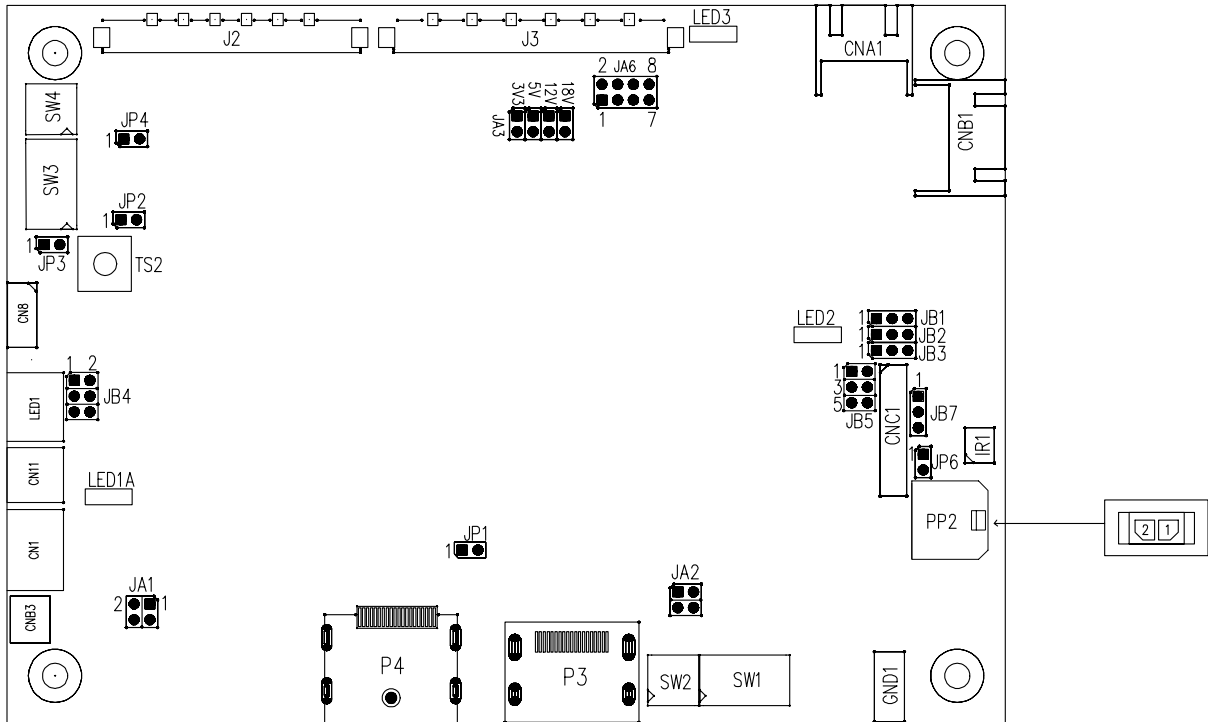 J2
J3
LED3
CNA1
2 JA6 8
1 7
3V3 5V 12V 18V
JA3
CNB1
SW4
JP4
1
SW3
JP2
1
1
JP3
TS2
CN8
LED2
1 JB1
1 JB2
1 JB3
1 2
JB4
LED1
1
3
5
JB5
CNC1
1
JB7
IR1
1
JP6
CN11
LED1A
PP2
2 1
CN1
JP1
1
JA1
2 1
JA2
CNB3
P4
P3
SW2
SW1
GND1